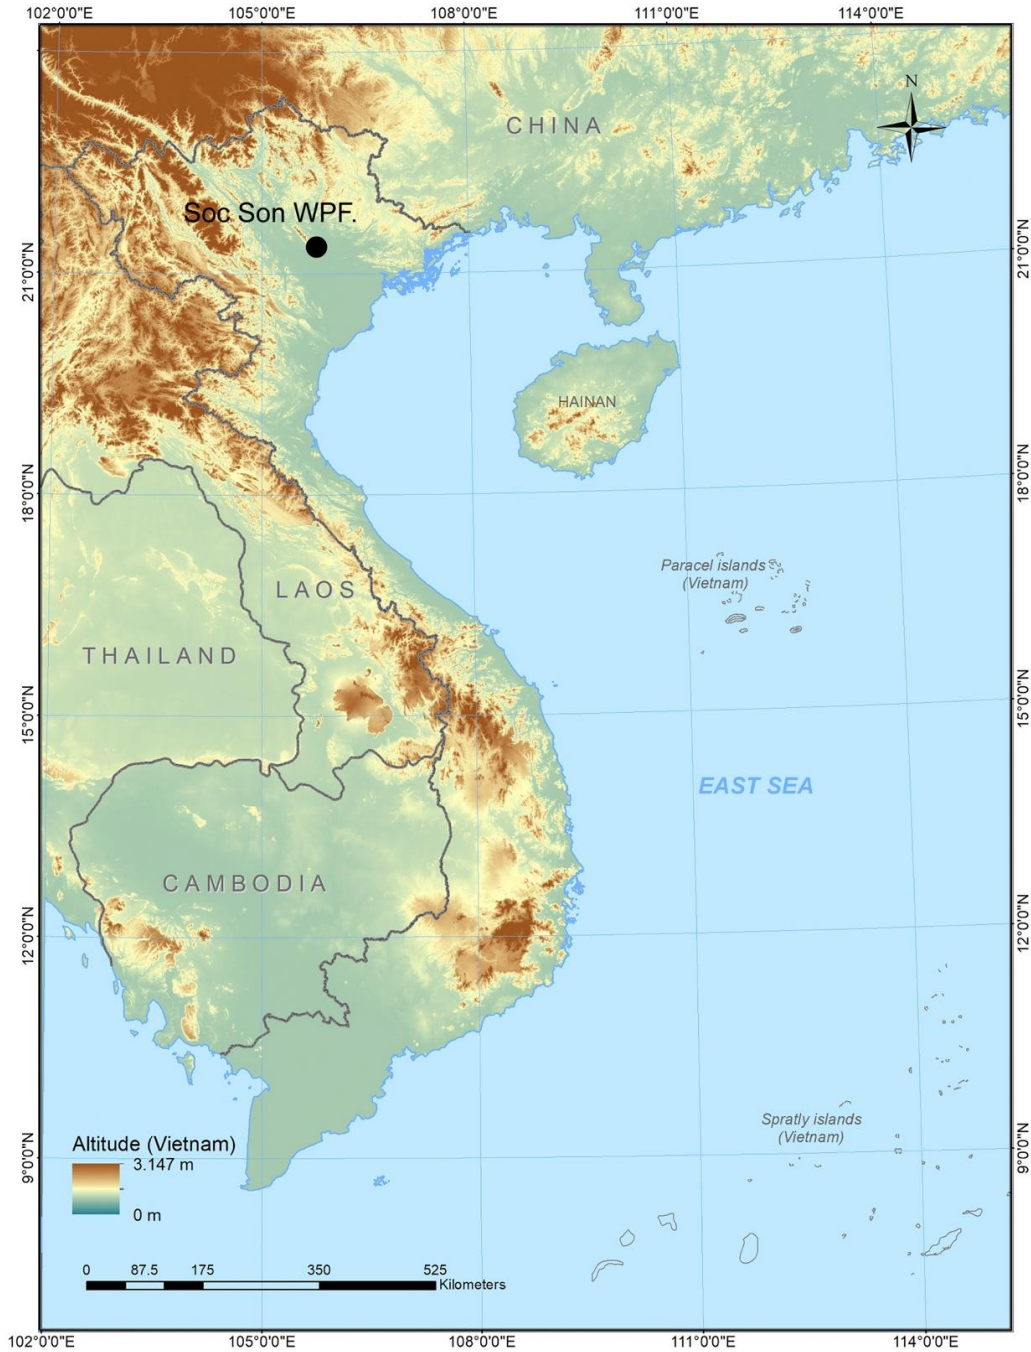 102°0'0"E 105°0'0"E 108°0'0"E 111°0'0"E 114°0'0"E
N
CHINA
Soc Son WPF.
21°0'0"N 21°0'0"N
HAINAN
18°0'0"N 18°0'0"N
Paracel islands
(Vietnam)
LAOS
THAILAND
15°0'0"N 15°0'0"N
EAST SEA
CAMBODIA
12°0'0"N 12°0'0"N
Spratly islands
(Vietnam)
9°0'0"N 9°0'0"N
Altitude (Vietnam)
3.147 m
0 m
0 87.5 175 350 525
Kilometers
102°0'0"E 105°0'0"E 108°0'0"E 111°0'0"E 114°0'0"E